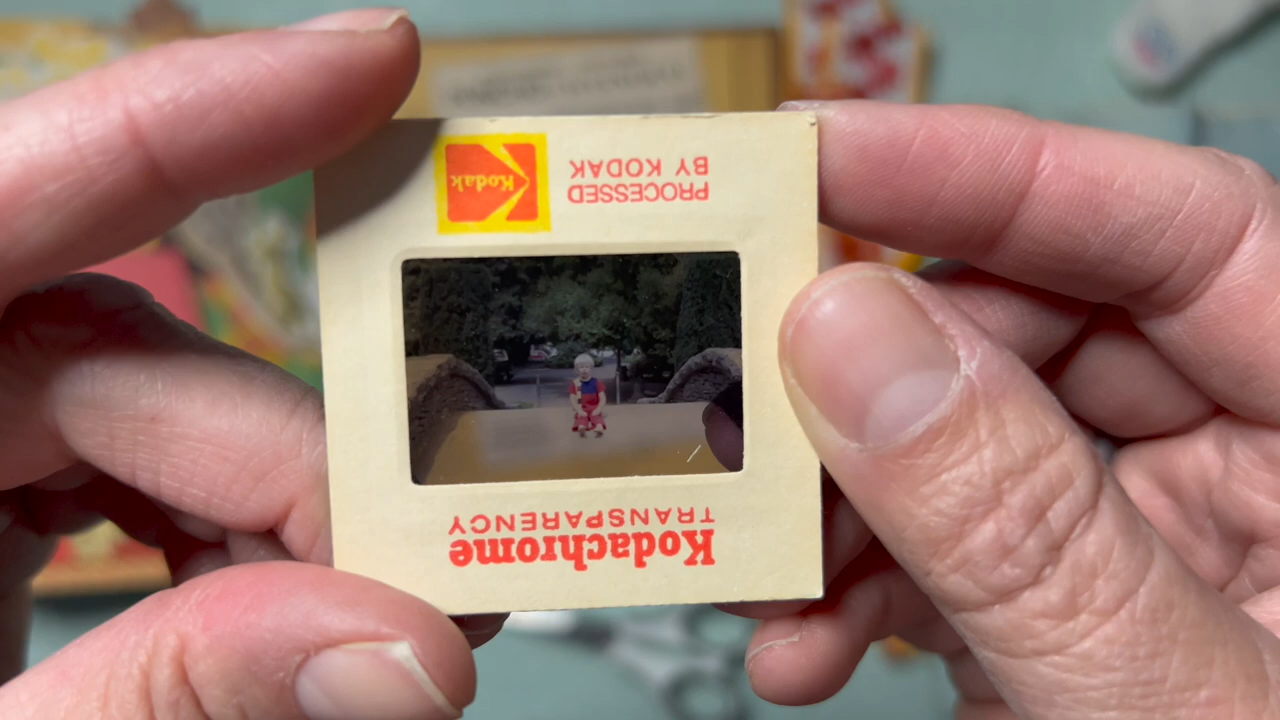 Kodachrome
TRANSPARENCY
PROCESSED
BY KODAK
Kodak